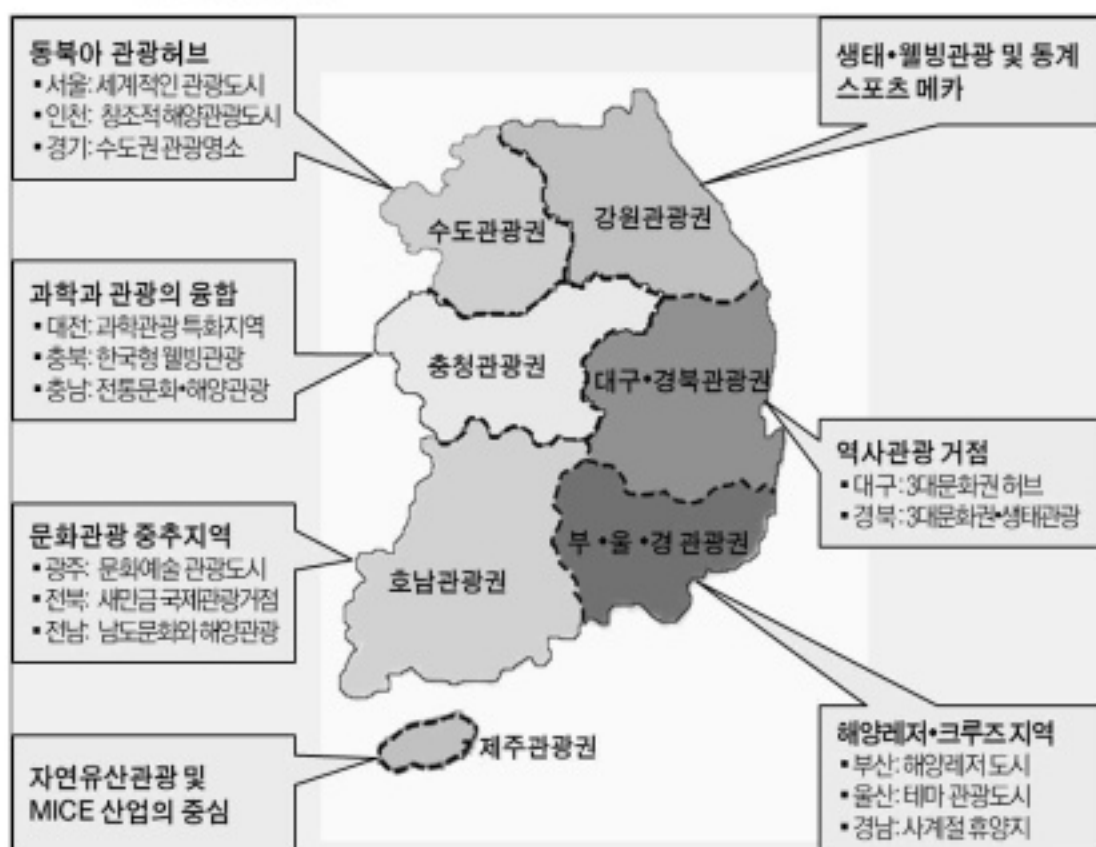 동북아 관광허브
▪ 서울: 세계적인 관광도시
▪ 인천: 창조적 해양관광도시
▪ 경기: 수도권 관광명소
생태•웰빙관광 및 동계
스포츠 메카
수도관광권
강원관광권
과학과 관광의 융합
▪ 대전: 과학관광 특화지역
▪ 충북: 한국형 웰빙관광
▪ 충남: 전통문화•해양관광
충청관광권
대구•경북관광권
역사관광 거점
▪ 대구: 3대문화권 허브
▪ 경북: 3대문화권•생태관광
문화관광 중추지역
▪ 광주: 문화예술 관광도시
▪ 전북: 새만금 국제관광거점
▪ 전남: 남도문화와 해양관광
호남관광권
부•울•경 관광권
해양레저•크루즈 지역
▪ 부산: 해양레저 도시
▪ 울산: 테마 관광도시
▪ 경남: 사계절 휴양지
제주관광권
자연유산관광 및
MICE 산업의 중심